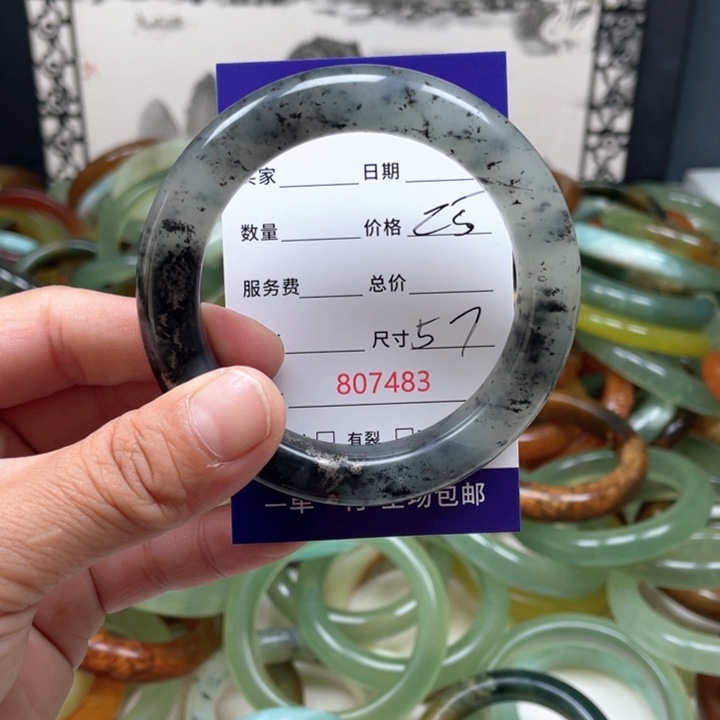 家 日期
数量 价格 25
服务费 总价
尺寸 57
807483
有裂
全场包邮